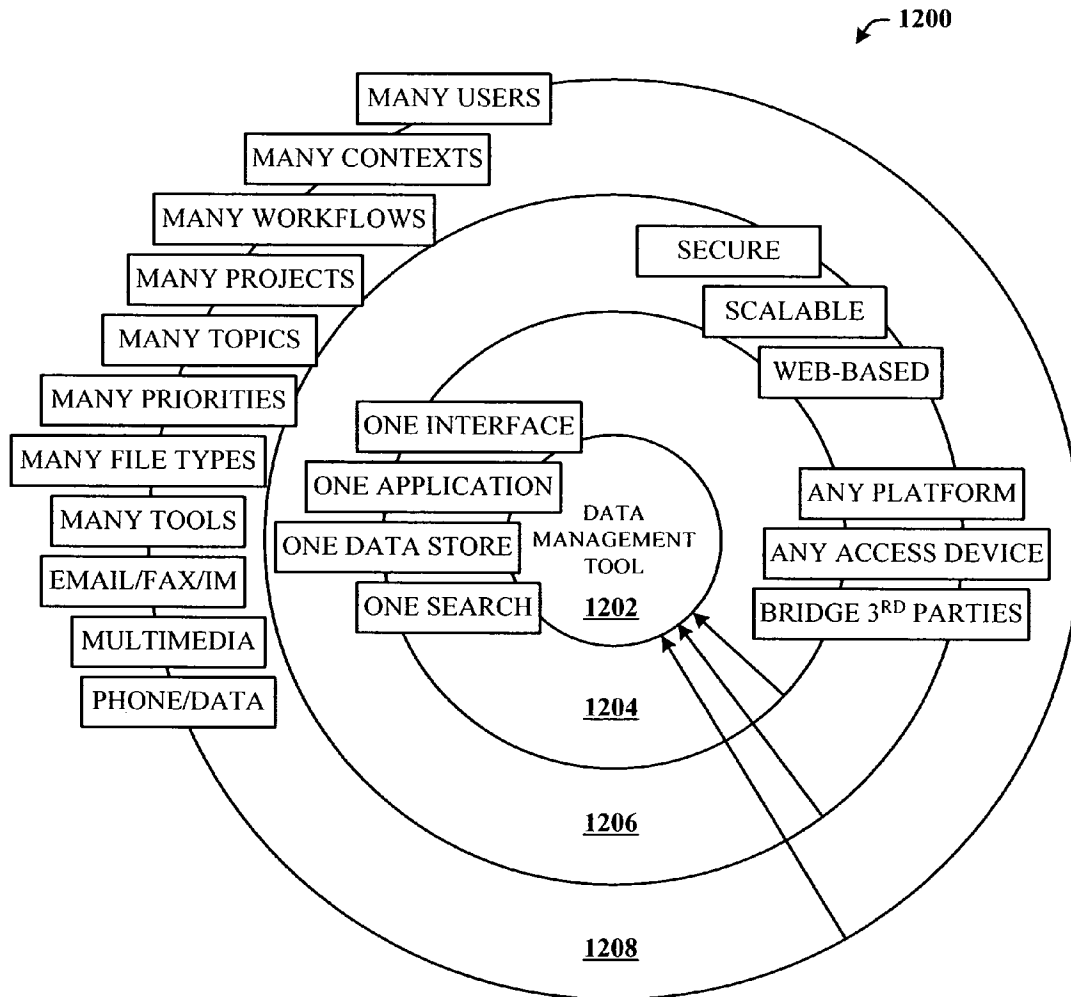 1200
MANY USERS
MANY CONTEXTS
MANY WORKFLOWS
MANY PROJECTS
MANY TOPICS
MANY PRIORITIES
MANY FILE TYPES
MANY TOOLS
EMAIL/FAX/IM
MULTIMEDIA
PHONE/DATA
SECURE
SCALABLE
WEB-BASED
ONE INTERFACE
ONE APPLICATION
ONE DATA STORE
ONE SEARCH
DATA
MANAGEMENT
TOOL
1202
ANY PLATFORM
ANY ACCESS DEVICE
BRIDGE 3RD PARTIES
1204
1206
1208